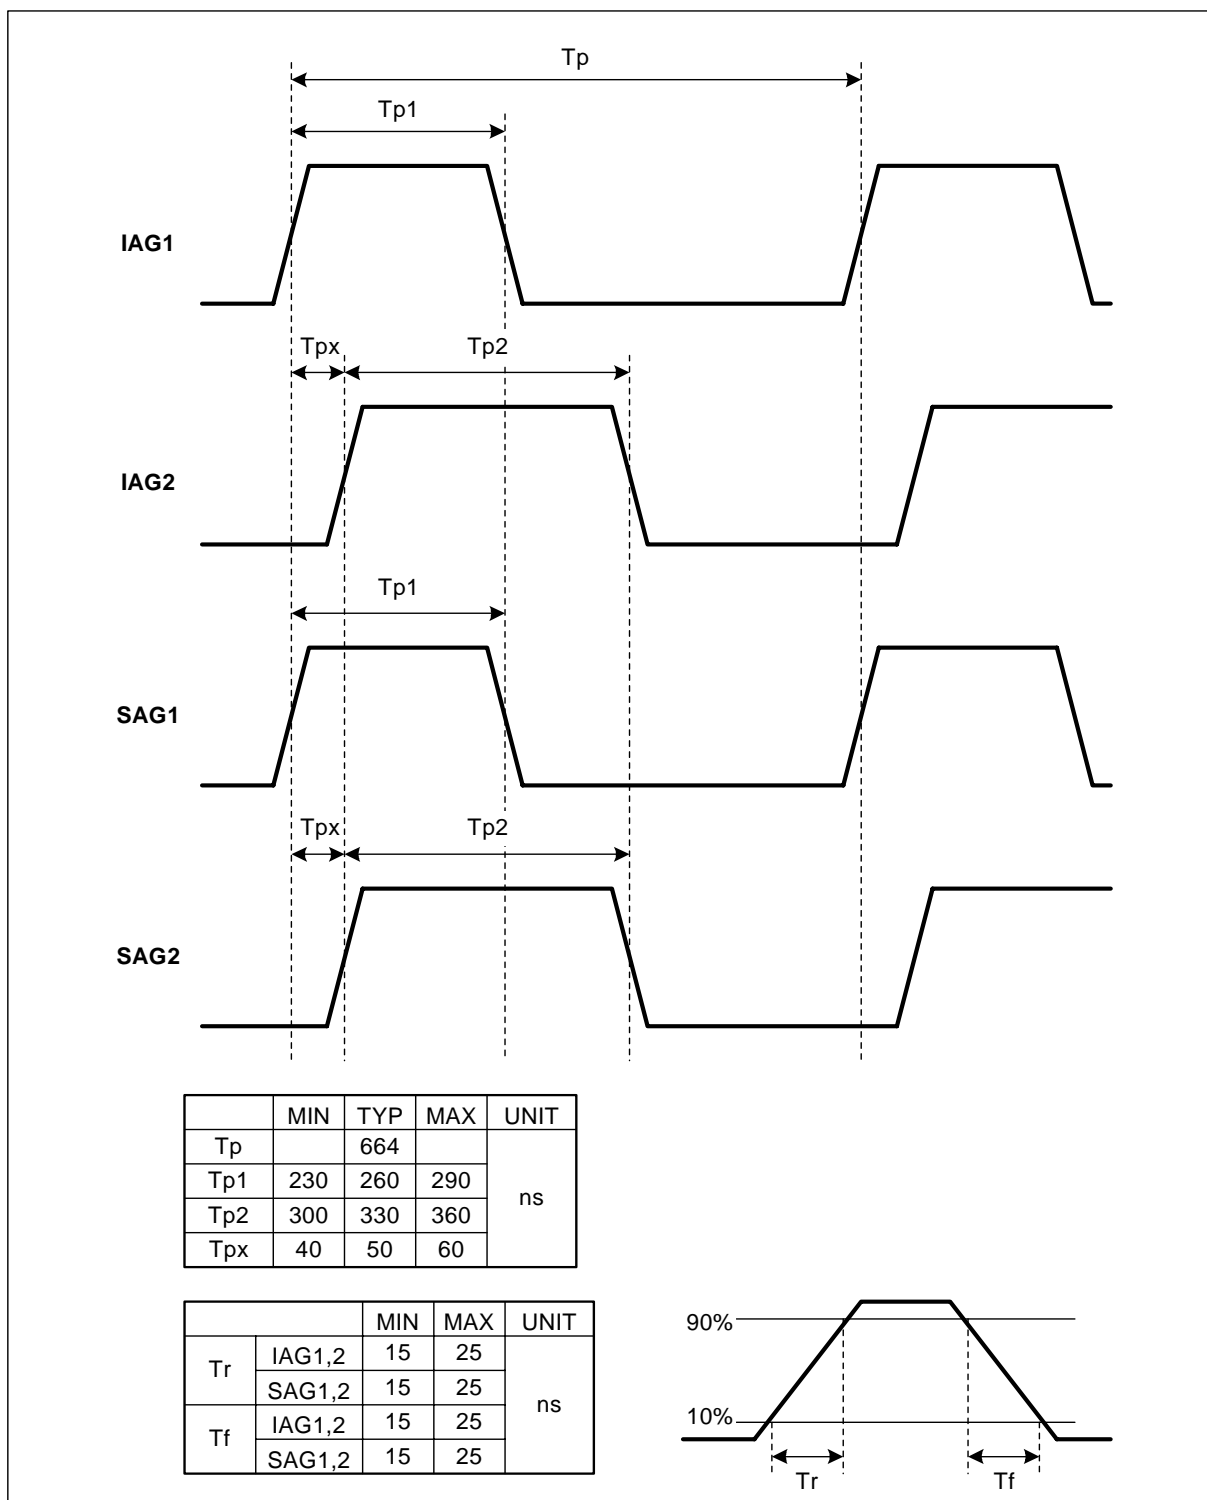 Tp
Tp1
IAG1
Tpx Tp2
IAG2
Tp1
SAG1
Tpx Tp2
SAG2
MIN TYP MAX UNIT
Tp 664
Tp1 230 260 290
ns
Tp2 300 330 360
Tpx 40 50 60
MIN MAX UNIT
Tr IAG1,2 15 25
SAG1,2 15 25
ns
Tf IAG1,2 15 25
SAG1,2 15 25
90%
10%
Tr Tf